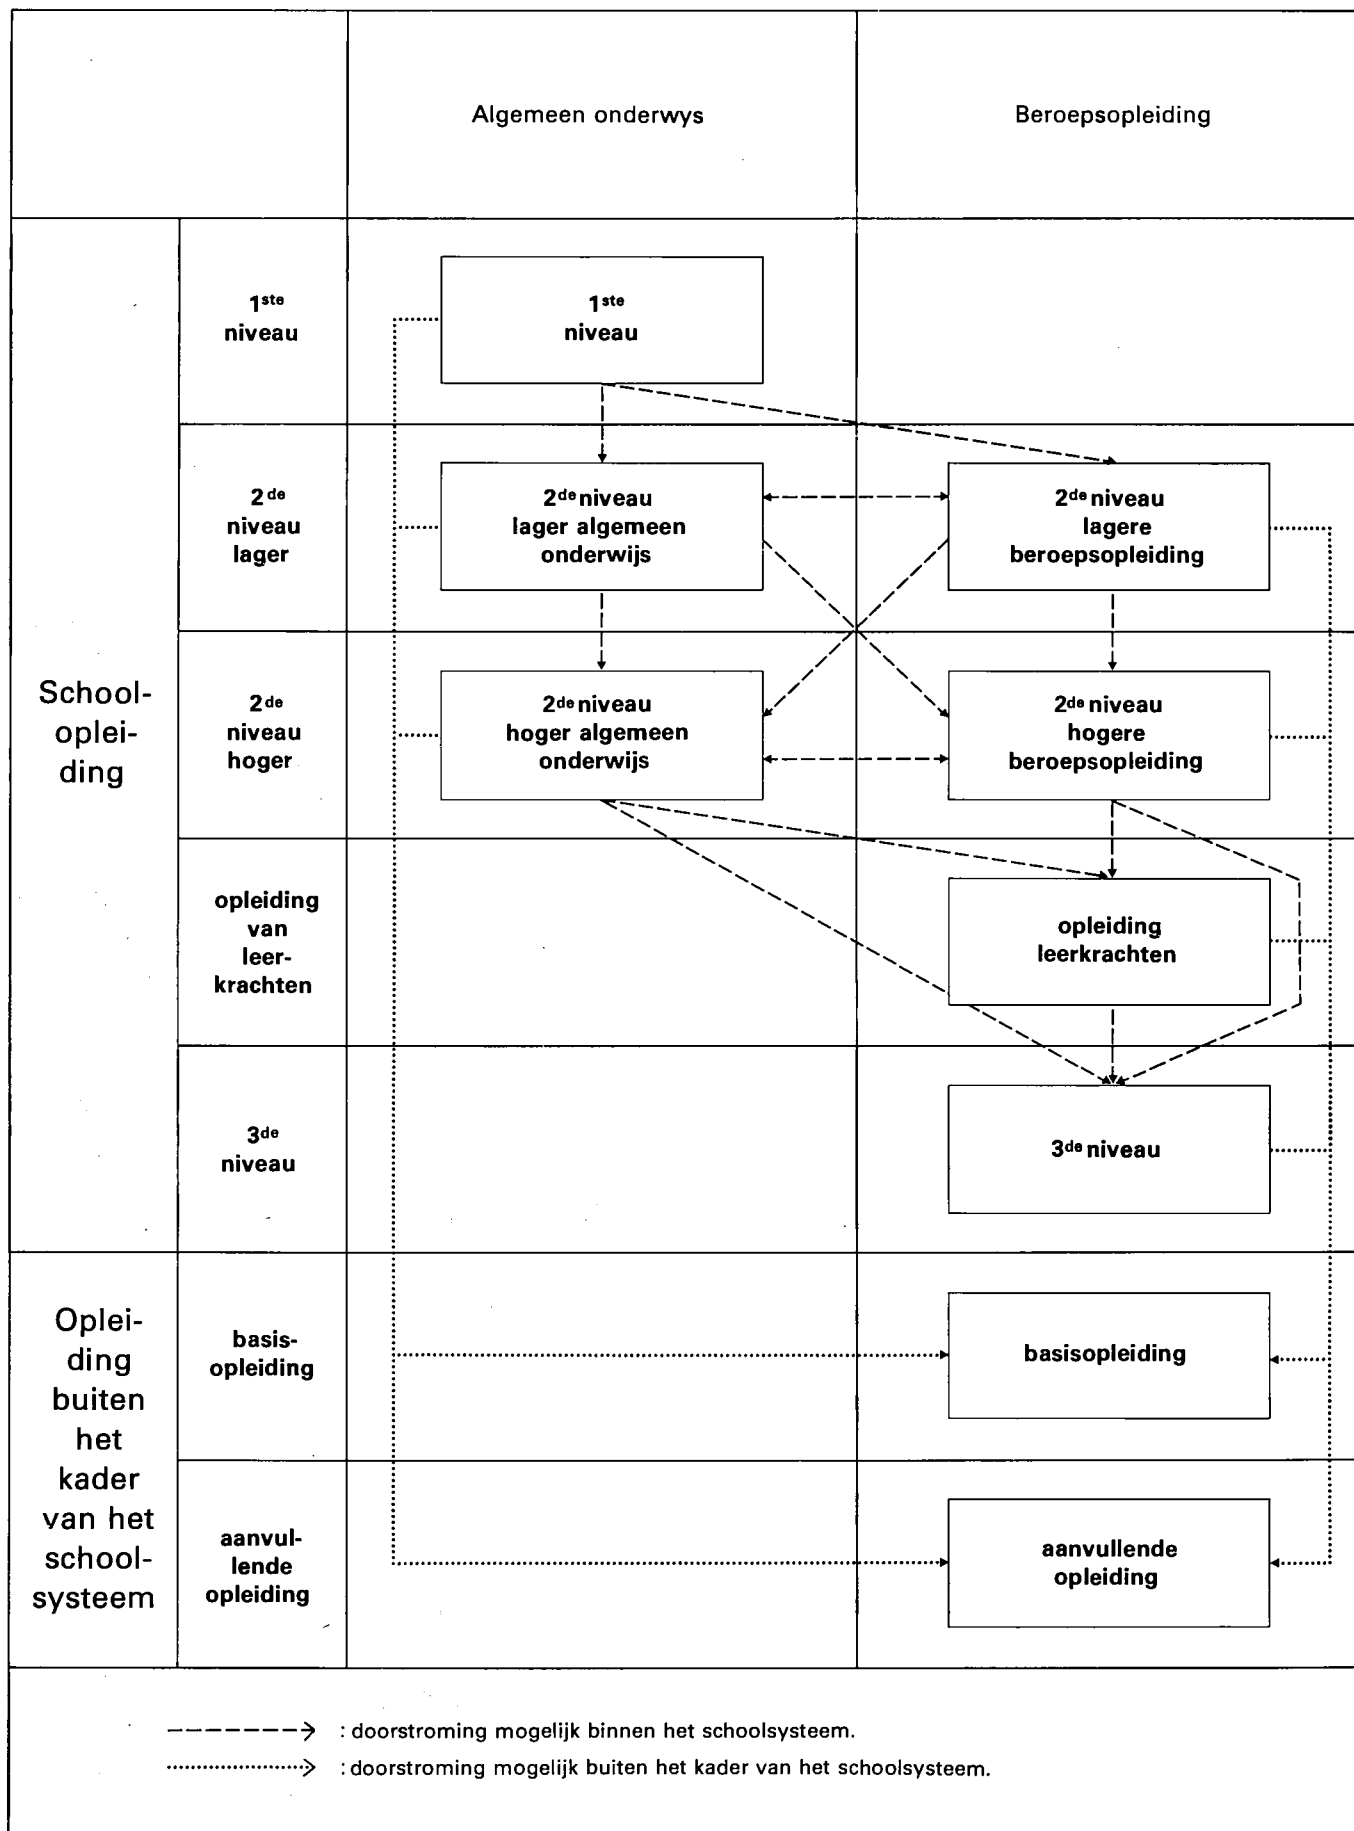 Algemeen onderwys
Beroepsopleiding
School-
oplei-
ding
1ste
niveau
1ste
niveau
2de
niveau
lager
2de niveau
lager algemeen
onderwijs
2de niveau
lagere
beroepsopleiding
2de
niveau
hoger
2de niveau
hoger algemeen
onderwijs
2de niveau
hogere
beroepsopleiding
opleiding
van
leer-
krachten
opleiding
leerkrachten
3de
niveau
3de niveau
Oplei-
ding
buiten
het
kader
van het
school-
systeem
basis-
opleiding
basisopleiding
aanvul-
lende
opleiding
aanvullende
opleiding
: doorstroming mogelijk binnen het schoolsysteem.
: doorstroming mogelijk buiten het kader van het schoolsysteem.